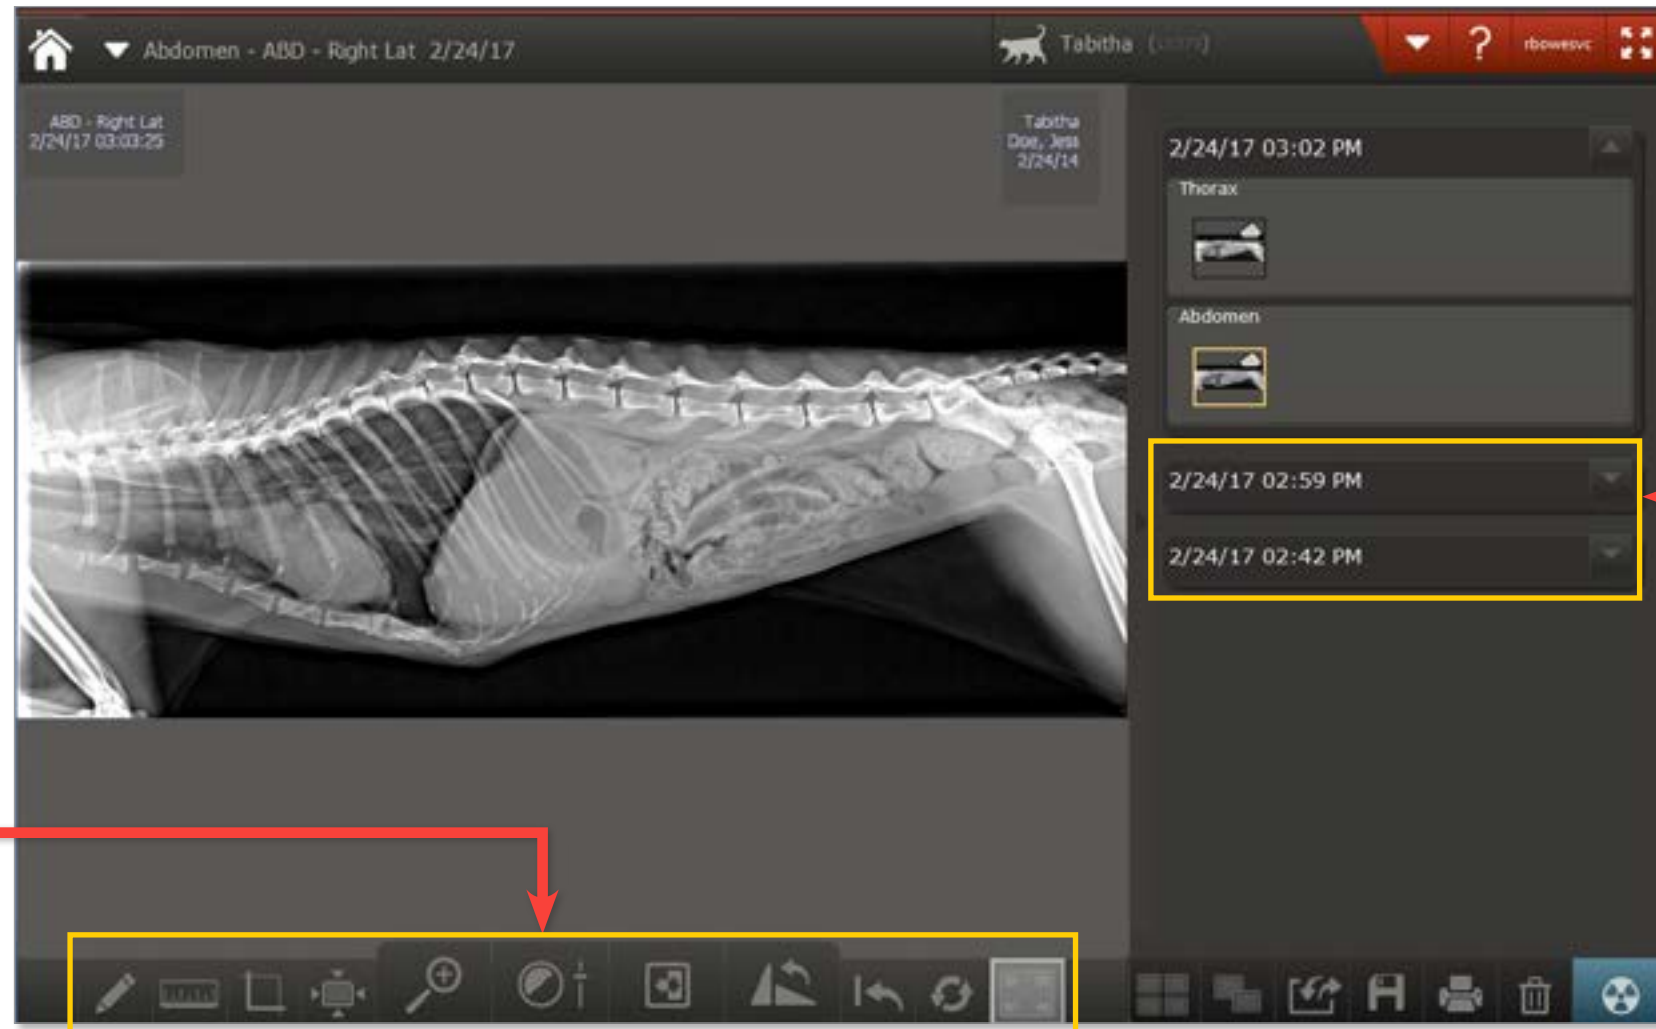 Abdomen - ABD - Right Lat 2/24/17
Tabitha
?
rbowesvc
ABD - Right Lat
2/24/17 03:03:25
Tabitha
Doe, Jess
2/24/14
2/24/17 03:02 PM
Thorax
Abdomen
2/24/17 02:59 PM
2/24/17 02:42 PM